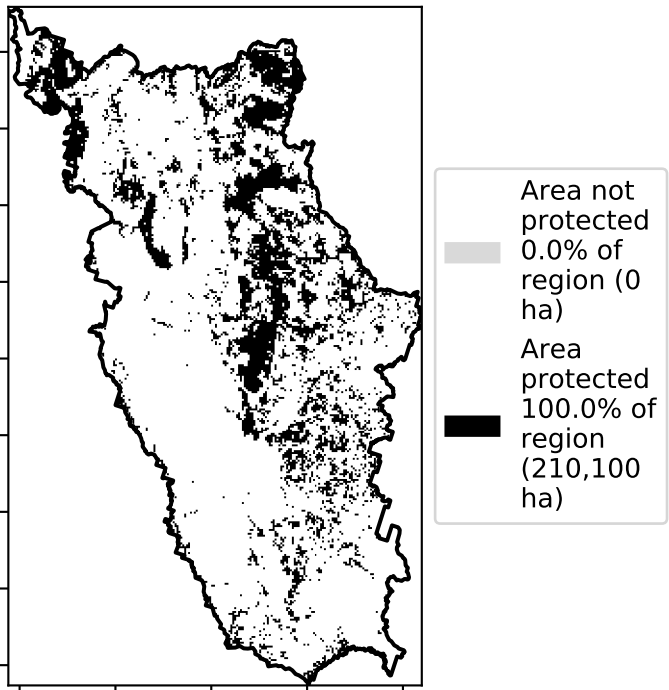 Area not
protected
0.0% of
region (0
ha)
Area
protected
100.0% of
region
(210,100
ha)